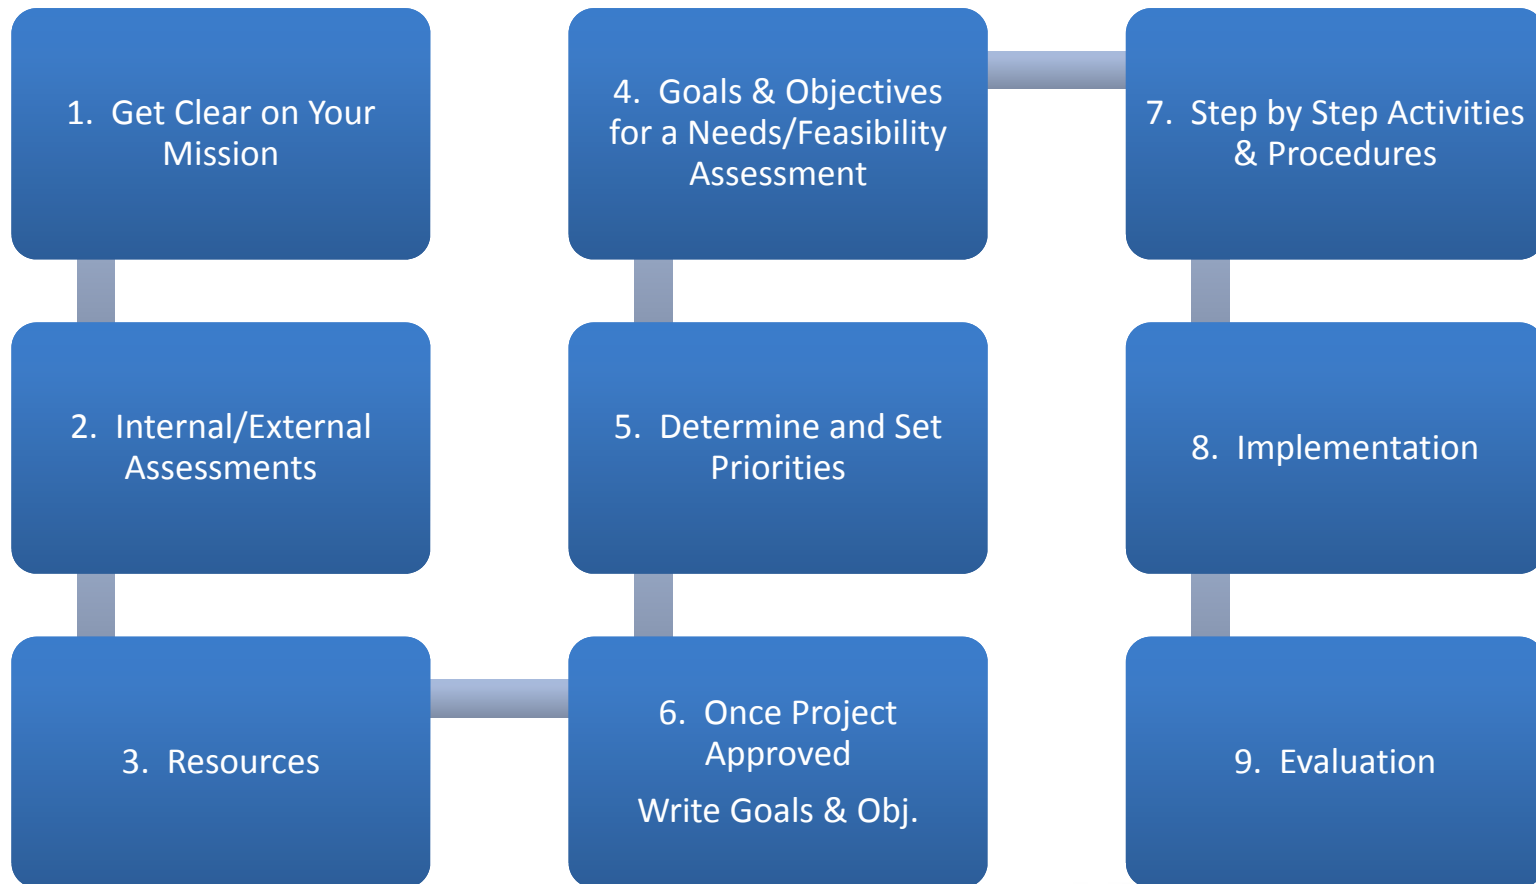 1. Get Clear on Your
Mission
2. Internal/External
Assessments
3. Resources
4. Goals & Objectives
for a Needs/Feasibility
Assessment
5. Determine and Set
Priorities
6. Once Project
Approved
Write Goals & Obj.
7. Step by Step Activities
& Procedures
8. Implementation
9. Evaluation